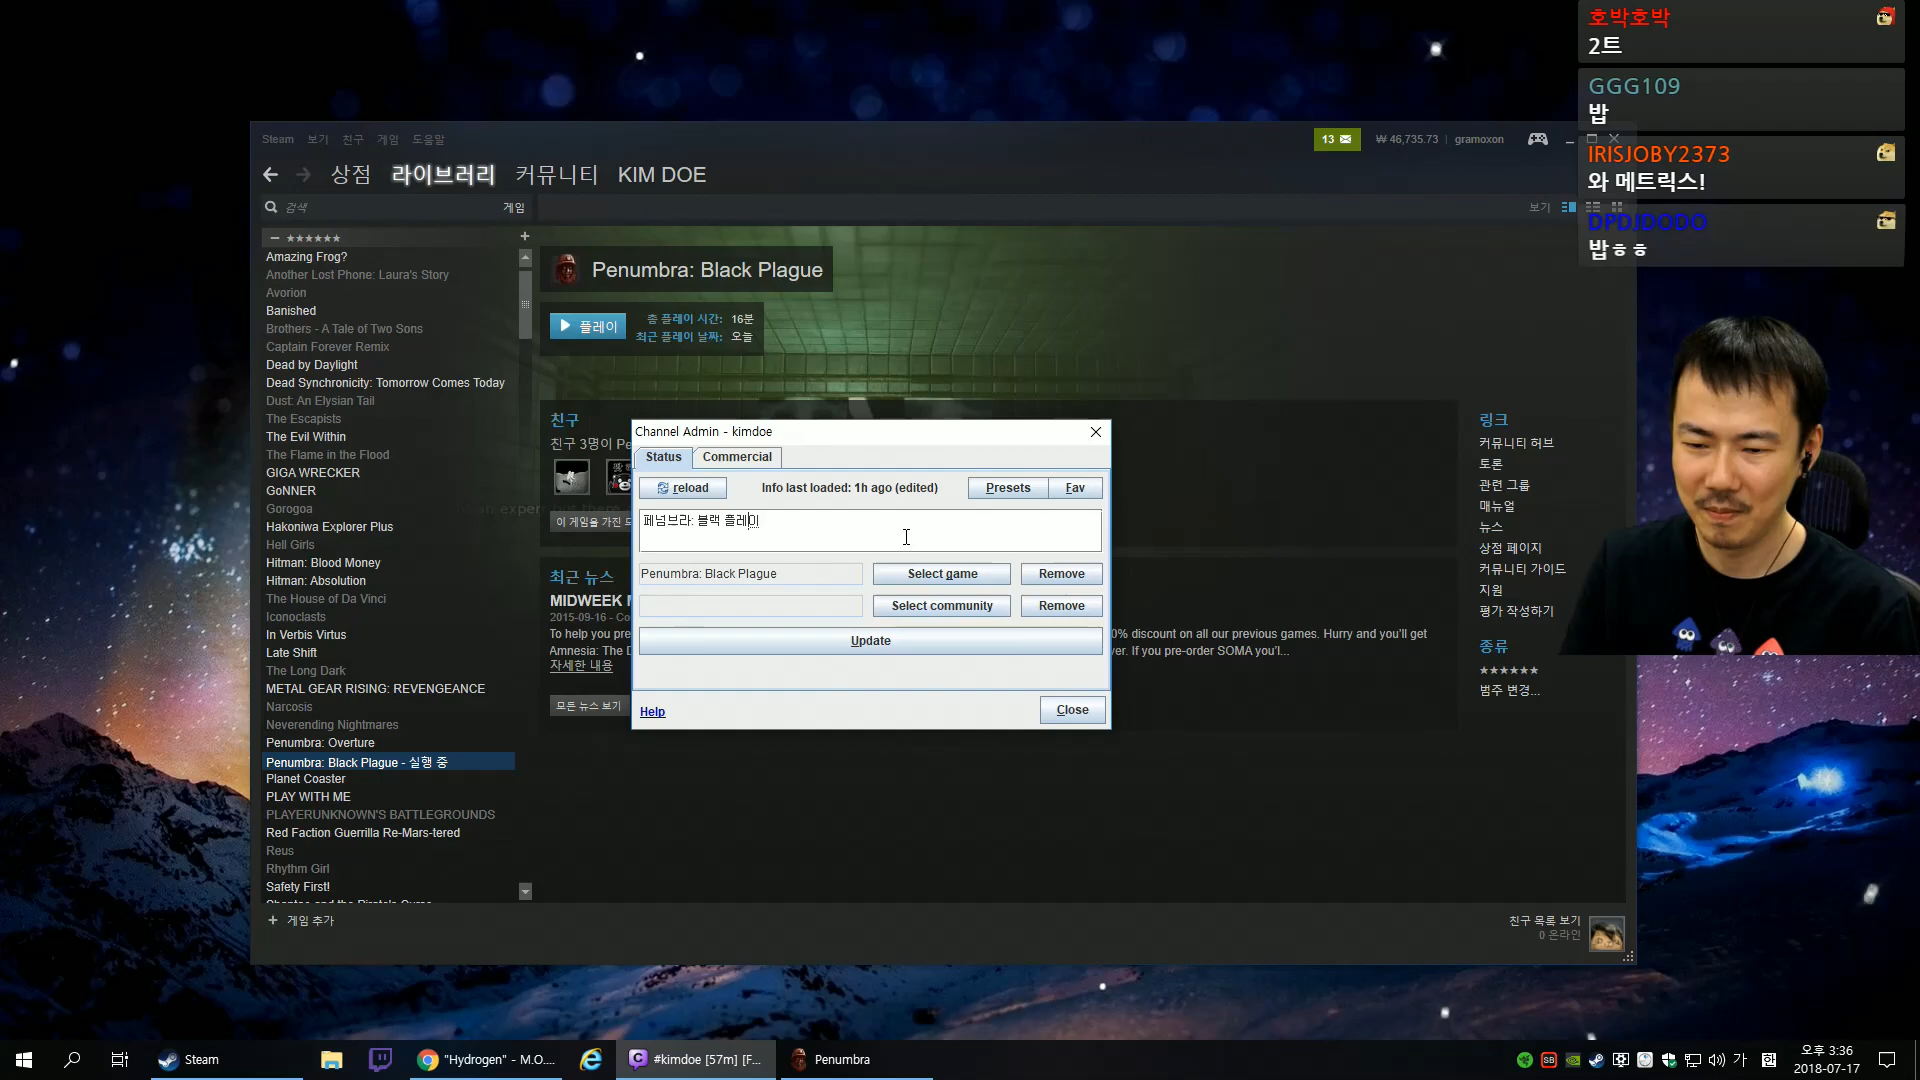 호박호박
2트
GGG109
밥
IRISJOBY2373
와 메트릭스!
DPDJDODO
밥ㅎㅎ
Steam 보기 친구 게임 도움말
13
₩ 46,735.73 gramoxon
상점 라이브러리 커뮤니티 KIM DOE
검색 게임
보기
★★★★★★
Amazing Frog?
Another Lost Phone: Laura's Story
Avorion
Banished
Brothers - A Tale of Two Sons
Captain Forever Remix
Dead by Daylight
Dead Synchronicity: Tomorrow Comes Today
Dust: An Elysian Tail
The Escapists
The Evil Within
The Flame in the Flood
GIGA WRECKER
GoNNER
Gorogoa
Hakoniwa Explorer Plus
Hell Girls
Hitman: Blood Money
Hitman: Absolution
The House of Da Vinci
Iconoclasts
In Verbis Virtus
Late Shift
The Long Dark
METAL GEAR RISING: REVENGEANCE
Narcosis
Neverending Nightmares
Penumbra: Overture
Penumbra: Black Plague - 실행 중
Planet Coaster
PLAY WITH ME
PLAYERUNKNOWN'S BATTLEGROUNDS
Red Faction Guerrilla Re-Mars-tered
Reus
Rhythm Girl
Safety First!
+ 게임 추가
Penumbra: Black Plague
플레이
총 플레이 시간: 16분
최근 플레이 날짜: 오늘
친구
친구 3명이 Pe
이 게임을 가진
최근 뉴스
MIDWEEK
2015-09-16 - Co
To help you pre
0% discount on all our previous games. Hurry and you'll get
Amnesia: The D
ver. If you pre-order SOMA you'l...
자세한 내용
모든 뉴스 보기
Channel Admin - kimdoe
Status Commercial
reload Info last loaded: 1h ago (edited) Presets Fav
페넘브라: 블랙 플레이
Penumbra: Black Plague Select game Remove
Select community Remove
Update
Help Close
링크
커뮤니티 허브
토론
관련 그룹
매뉴얼
뉴스
상점 페이지
커뮤니티 가이드
지원
평가 작성하기
종류
★★★★★★
범주 변경...
친구 목록 보기
0 온라인
Steam
"Hydrogen" - M.O....
#kimdoe [57m] [F...
Penumbra
가
오후 3:36
2018-07-17